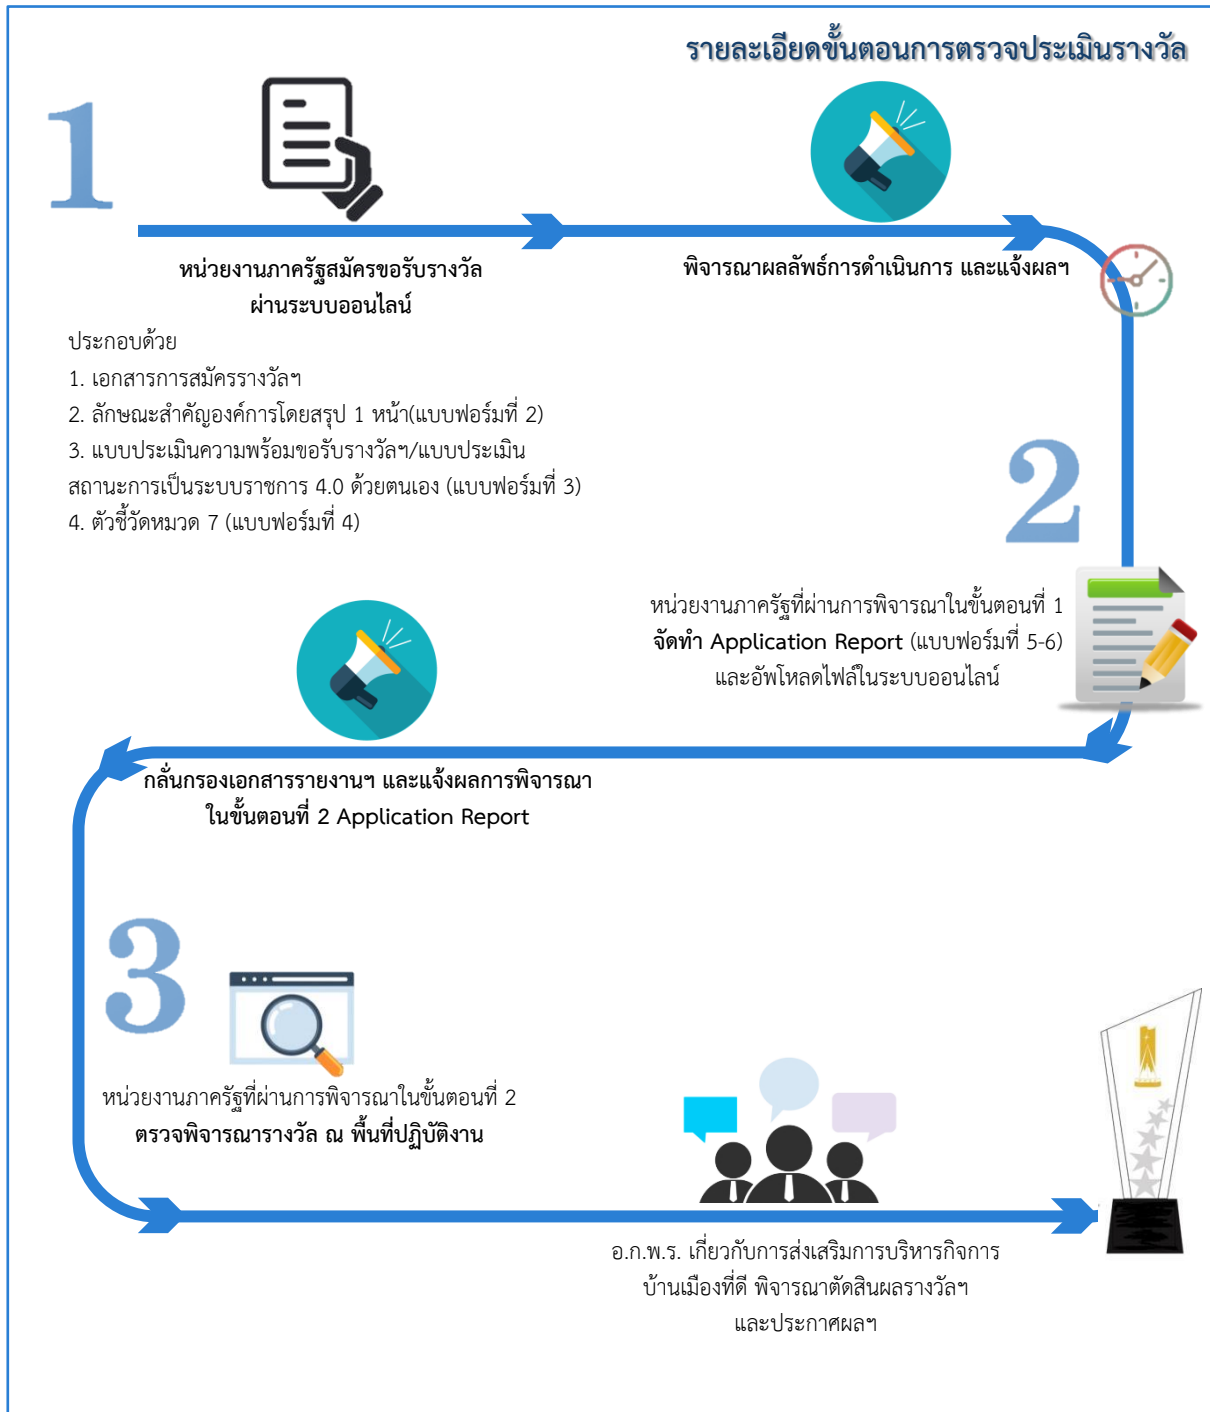 รายละเอียดขั้นตอนการตรวจประเมินรางวัล
1
หน่วยงานภาครัฐสมัครขอรับรางวัล
ผ่านระบบออนไลน์
ประกอบด้วย
1. เอกสารการสมัครรางวัลฯ
2. ลักษณะสำคัญองค์การโดยสรุป 1 หน้า(แบบฟอร์มที่ 2)
3. แบบประเมินความพร้อมขอรับรางวัลฯ/แบบประเมิน
สถานะการเป็นระบบราชการ 4.0 ด้วยตนเอง (แบบฟอร์มที่ 3)
4. ตัวชี้วัดหมวด 7 (แบบฟอร์มที่ 4)
พิจารณาผลลัพธ์การดำเนินการ และแจ้งผลฯ
2
หน่วยงานภาครัฐที่ผ่านการพิจารณาในขั้นตอนที่ 1
จัดทำ Application Report (แบบฟอร์มที่ 5-6)
และอัพโหลดไฟล์ในระบบออนไลน์
กลั่นกรองเอกสารรายงานฯ และแจ้งผลการพิจารณา
ในขั้นตอนที่ 2 Application Report
3
หน่วยงานภาครัฐที่ผ่านการพิจารณาในขั้นตอนที่ 2
ตรวจพิจารณารางวัล ณ พื้นที่ปฏิบัติงาน
อ.ก.พ.ร. เกี่ยวกับการส่งเสริมการบริหารกิจการ
บ้านเมืองที่ดี พิจารณาตัดสินผลรางวัลฯ
และประกาศผลฯ